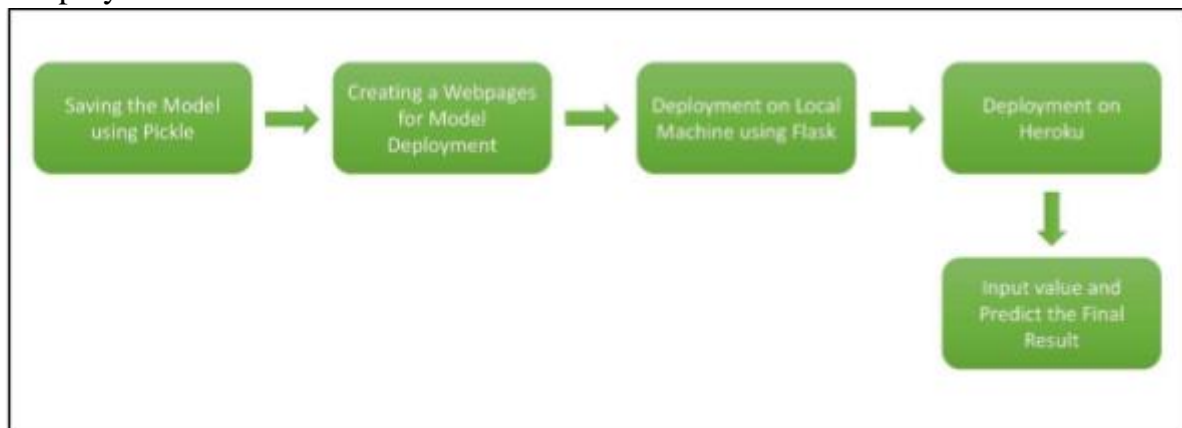 Saving the Model
using Pickle
Creating a Webpages
for Model
Deployment
Deployment on Local
Machine using Flask
Deployment on
Heroku
Input value and
Predict the Final
Result